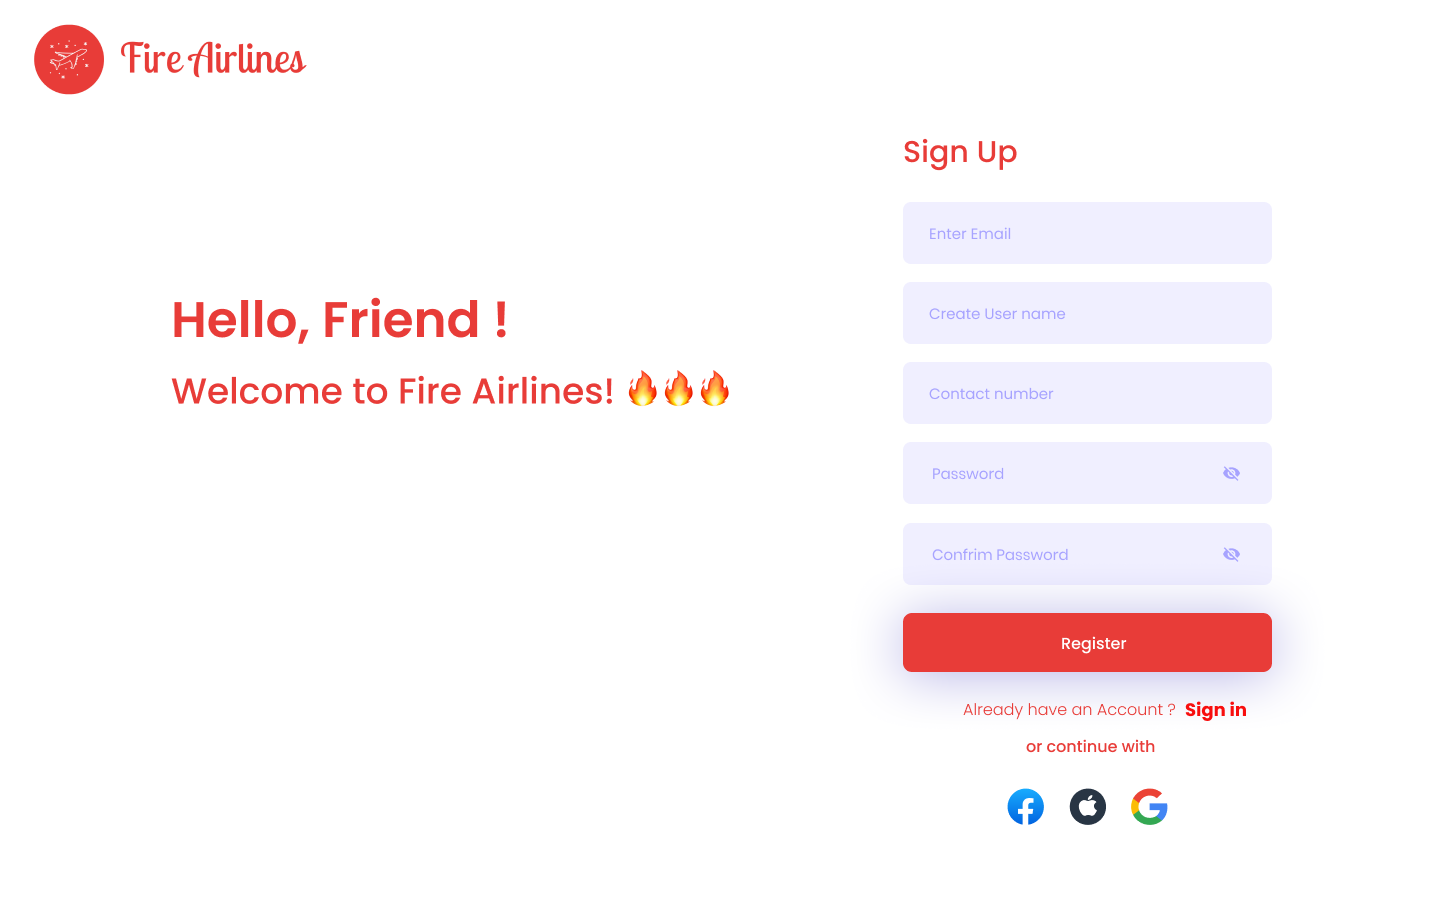 Fire Airlines
Hello, Friend !
Welcome to Fire Airlines! 🔥🔥🔥
Sign Up
Enter Email
Create User name
Contact number
Password
Confrim Password
Register
Already have an Account ? Sign in
or continue with